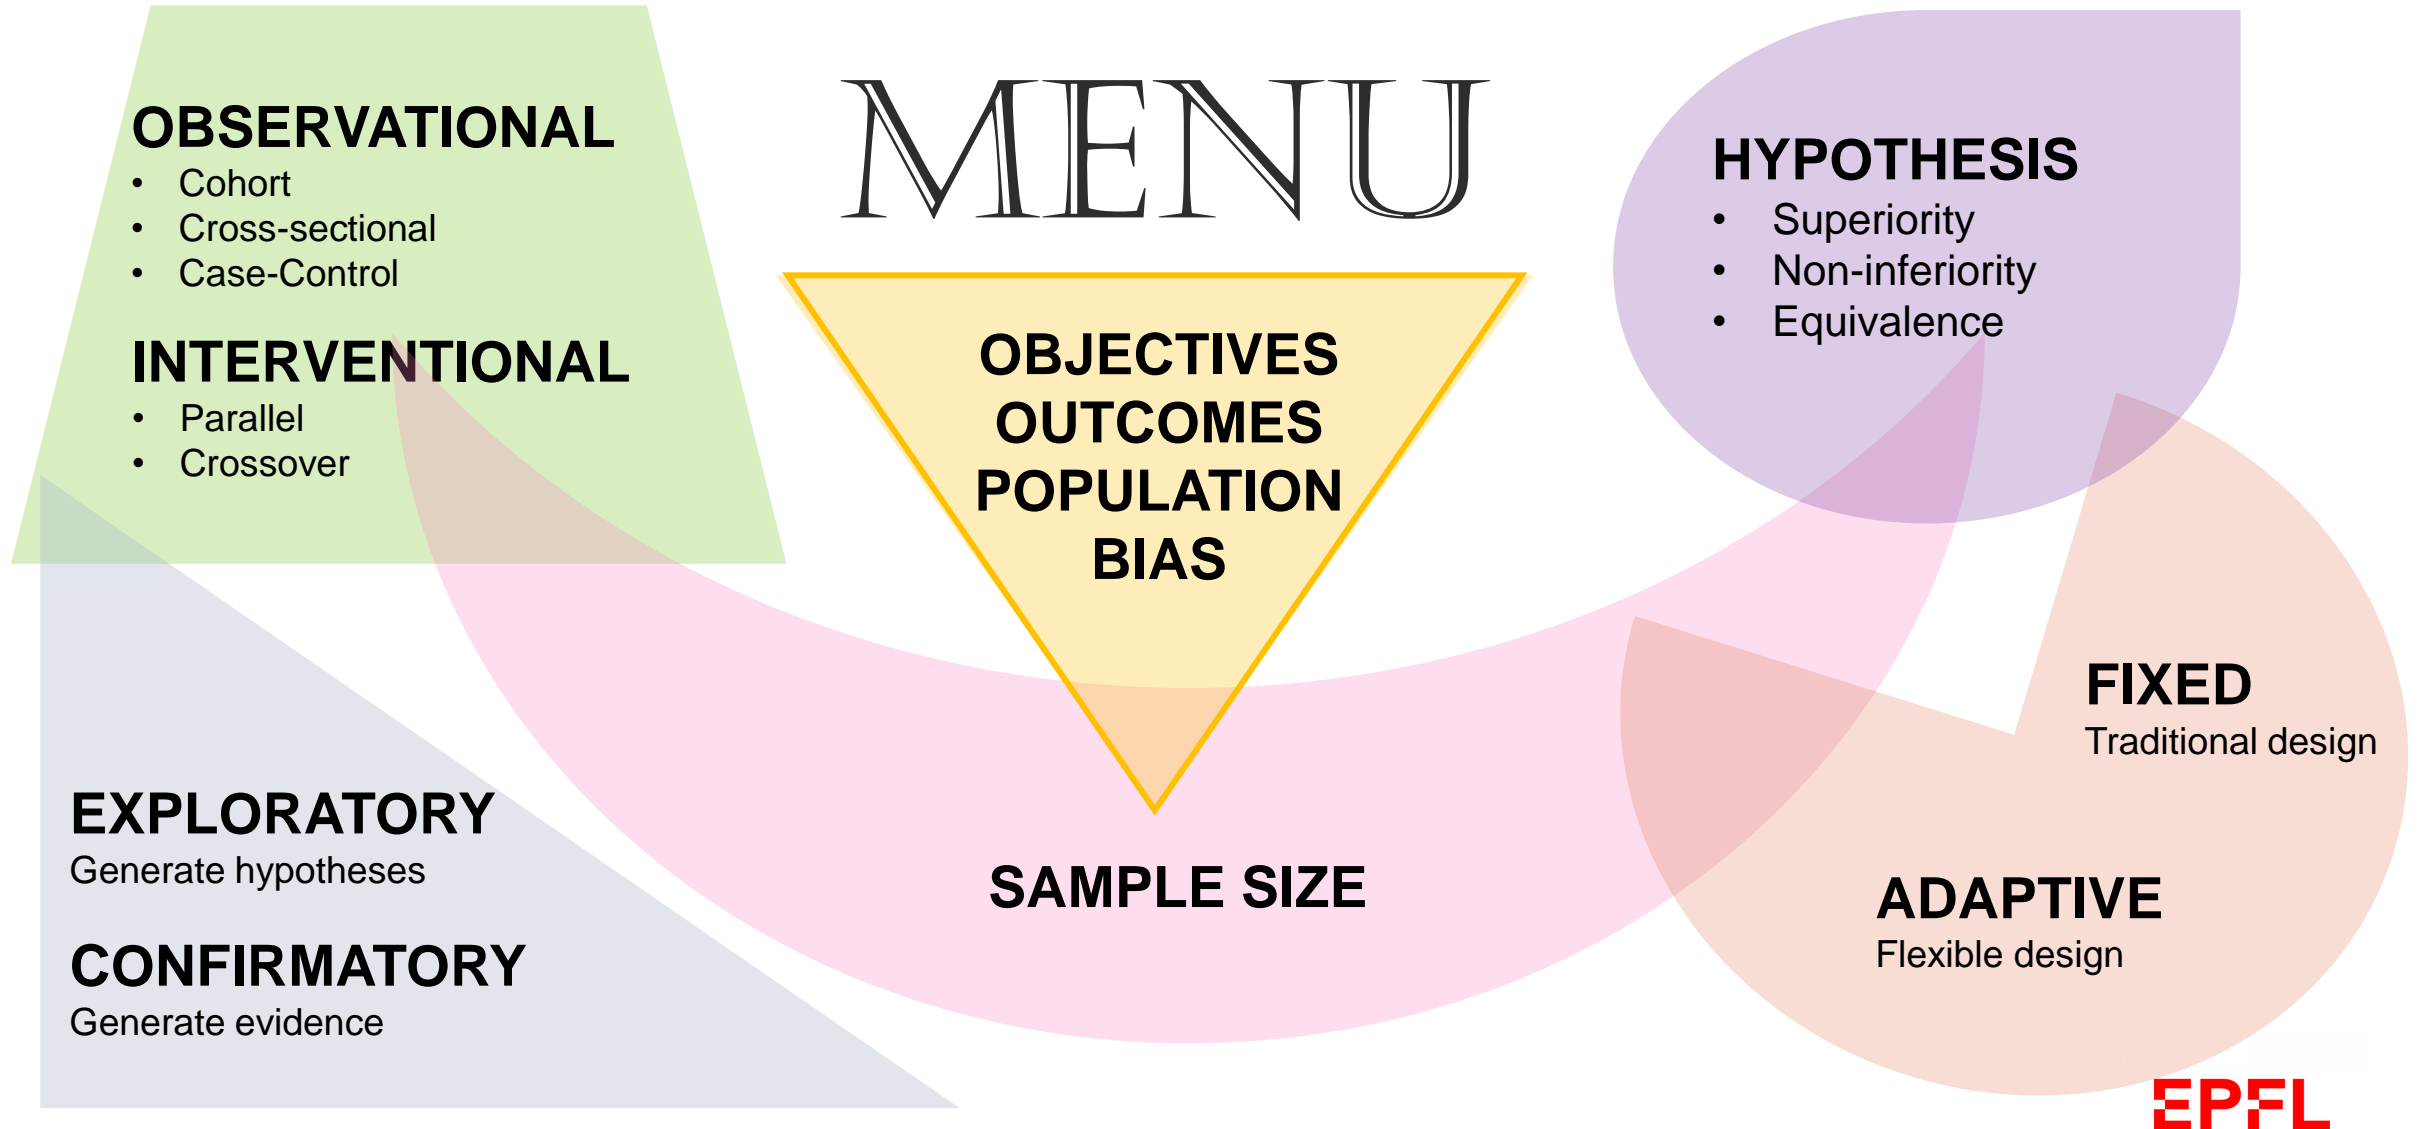 MENU
OBSERVATIONAL
• Cohort
• Cross-sectional
• Case-Control
INTERVENTIONAL
• Parallel
• Crossover
OBJECTIVES
OUTCOMES
POPULATION
BIAS
HYPOTHESIS
• Superiority
• Non-inferiority
• Equivalence
EXPLORATORY
Generate hypotheses
CONFIRMATORY
Generate evidence
SAMPLE SIZE
FIXED
Traditional design
ADAPTIVE
Flexible design
EPFL